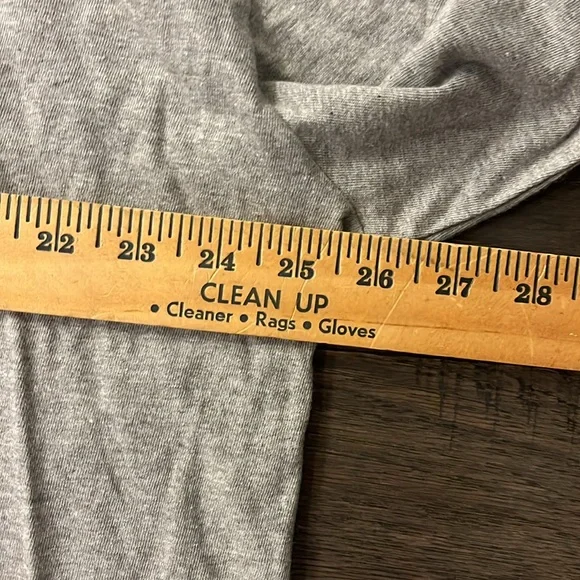 22 23 24 25 26 27 28
CLEAN UP
• Cleaner • Rags • Gloves